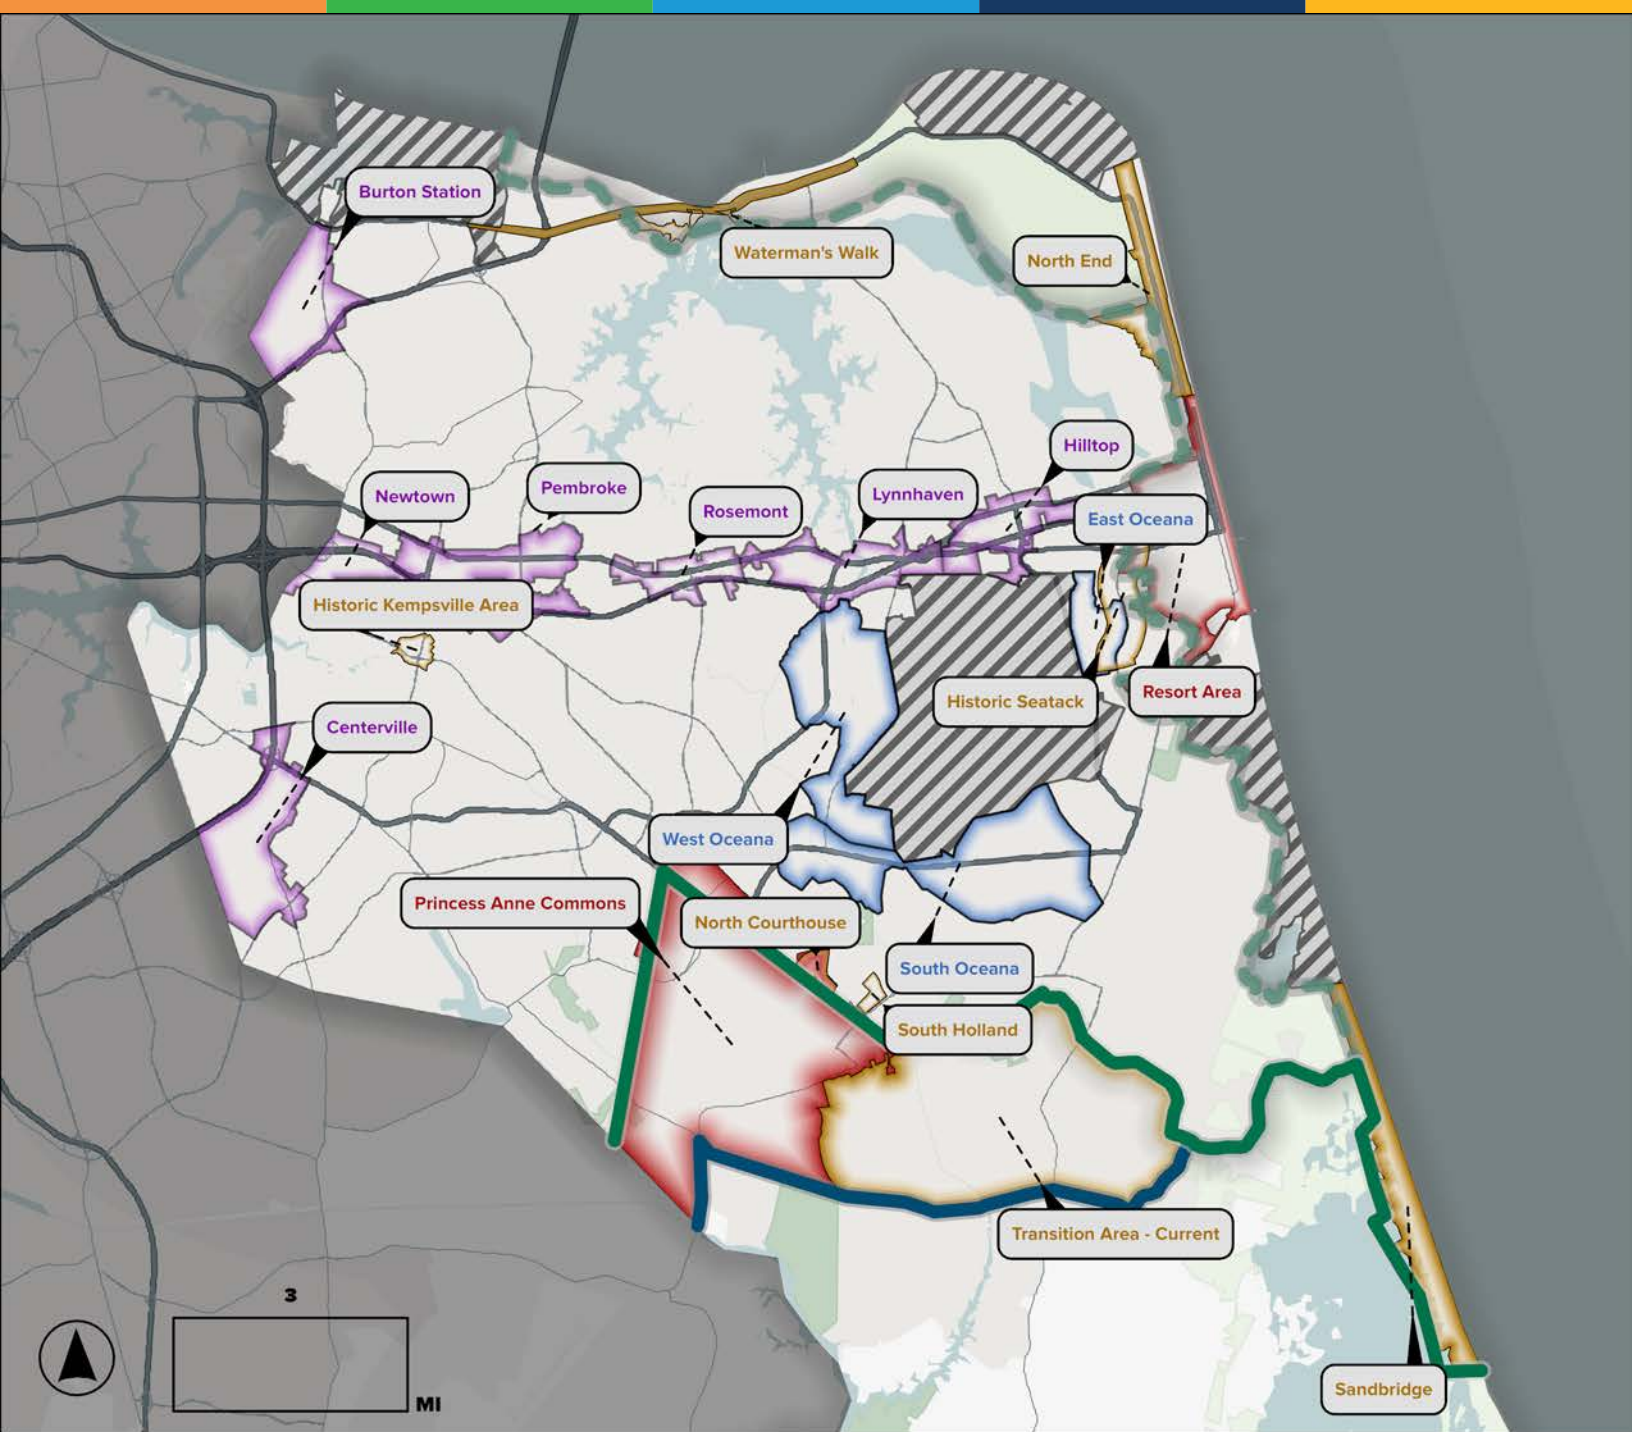 Burton Station
Waterman's Walk
North End
Hilltop
Newtown
Pembroke
Rosemont
Lynnhaven
East Oceana
Historic Kempsville Area
Historic Seatack
Resort Area
Centerville
West Oceana
Princess Anne Commons
North Courthouse
South Oceana
South Holland
Transition Area - Current
3
MI
Sandbridge